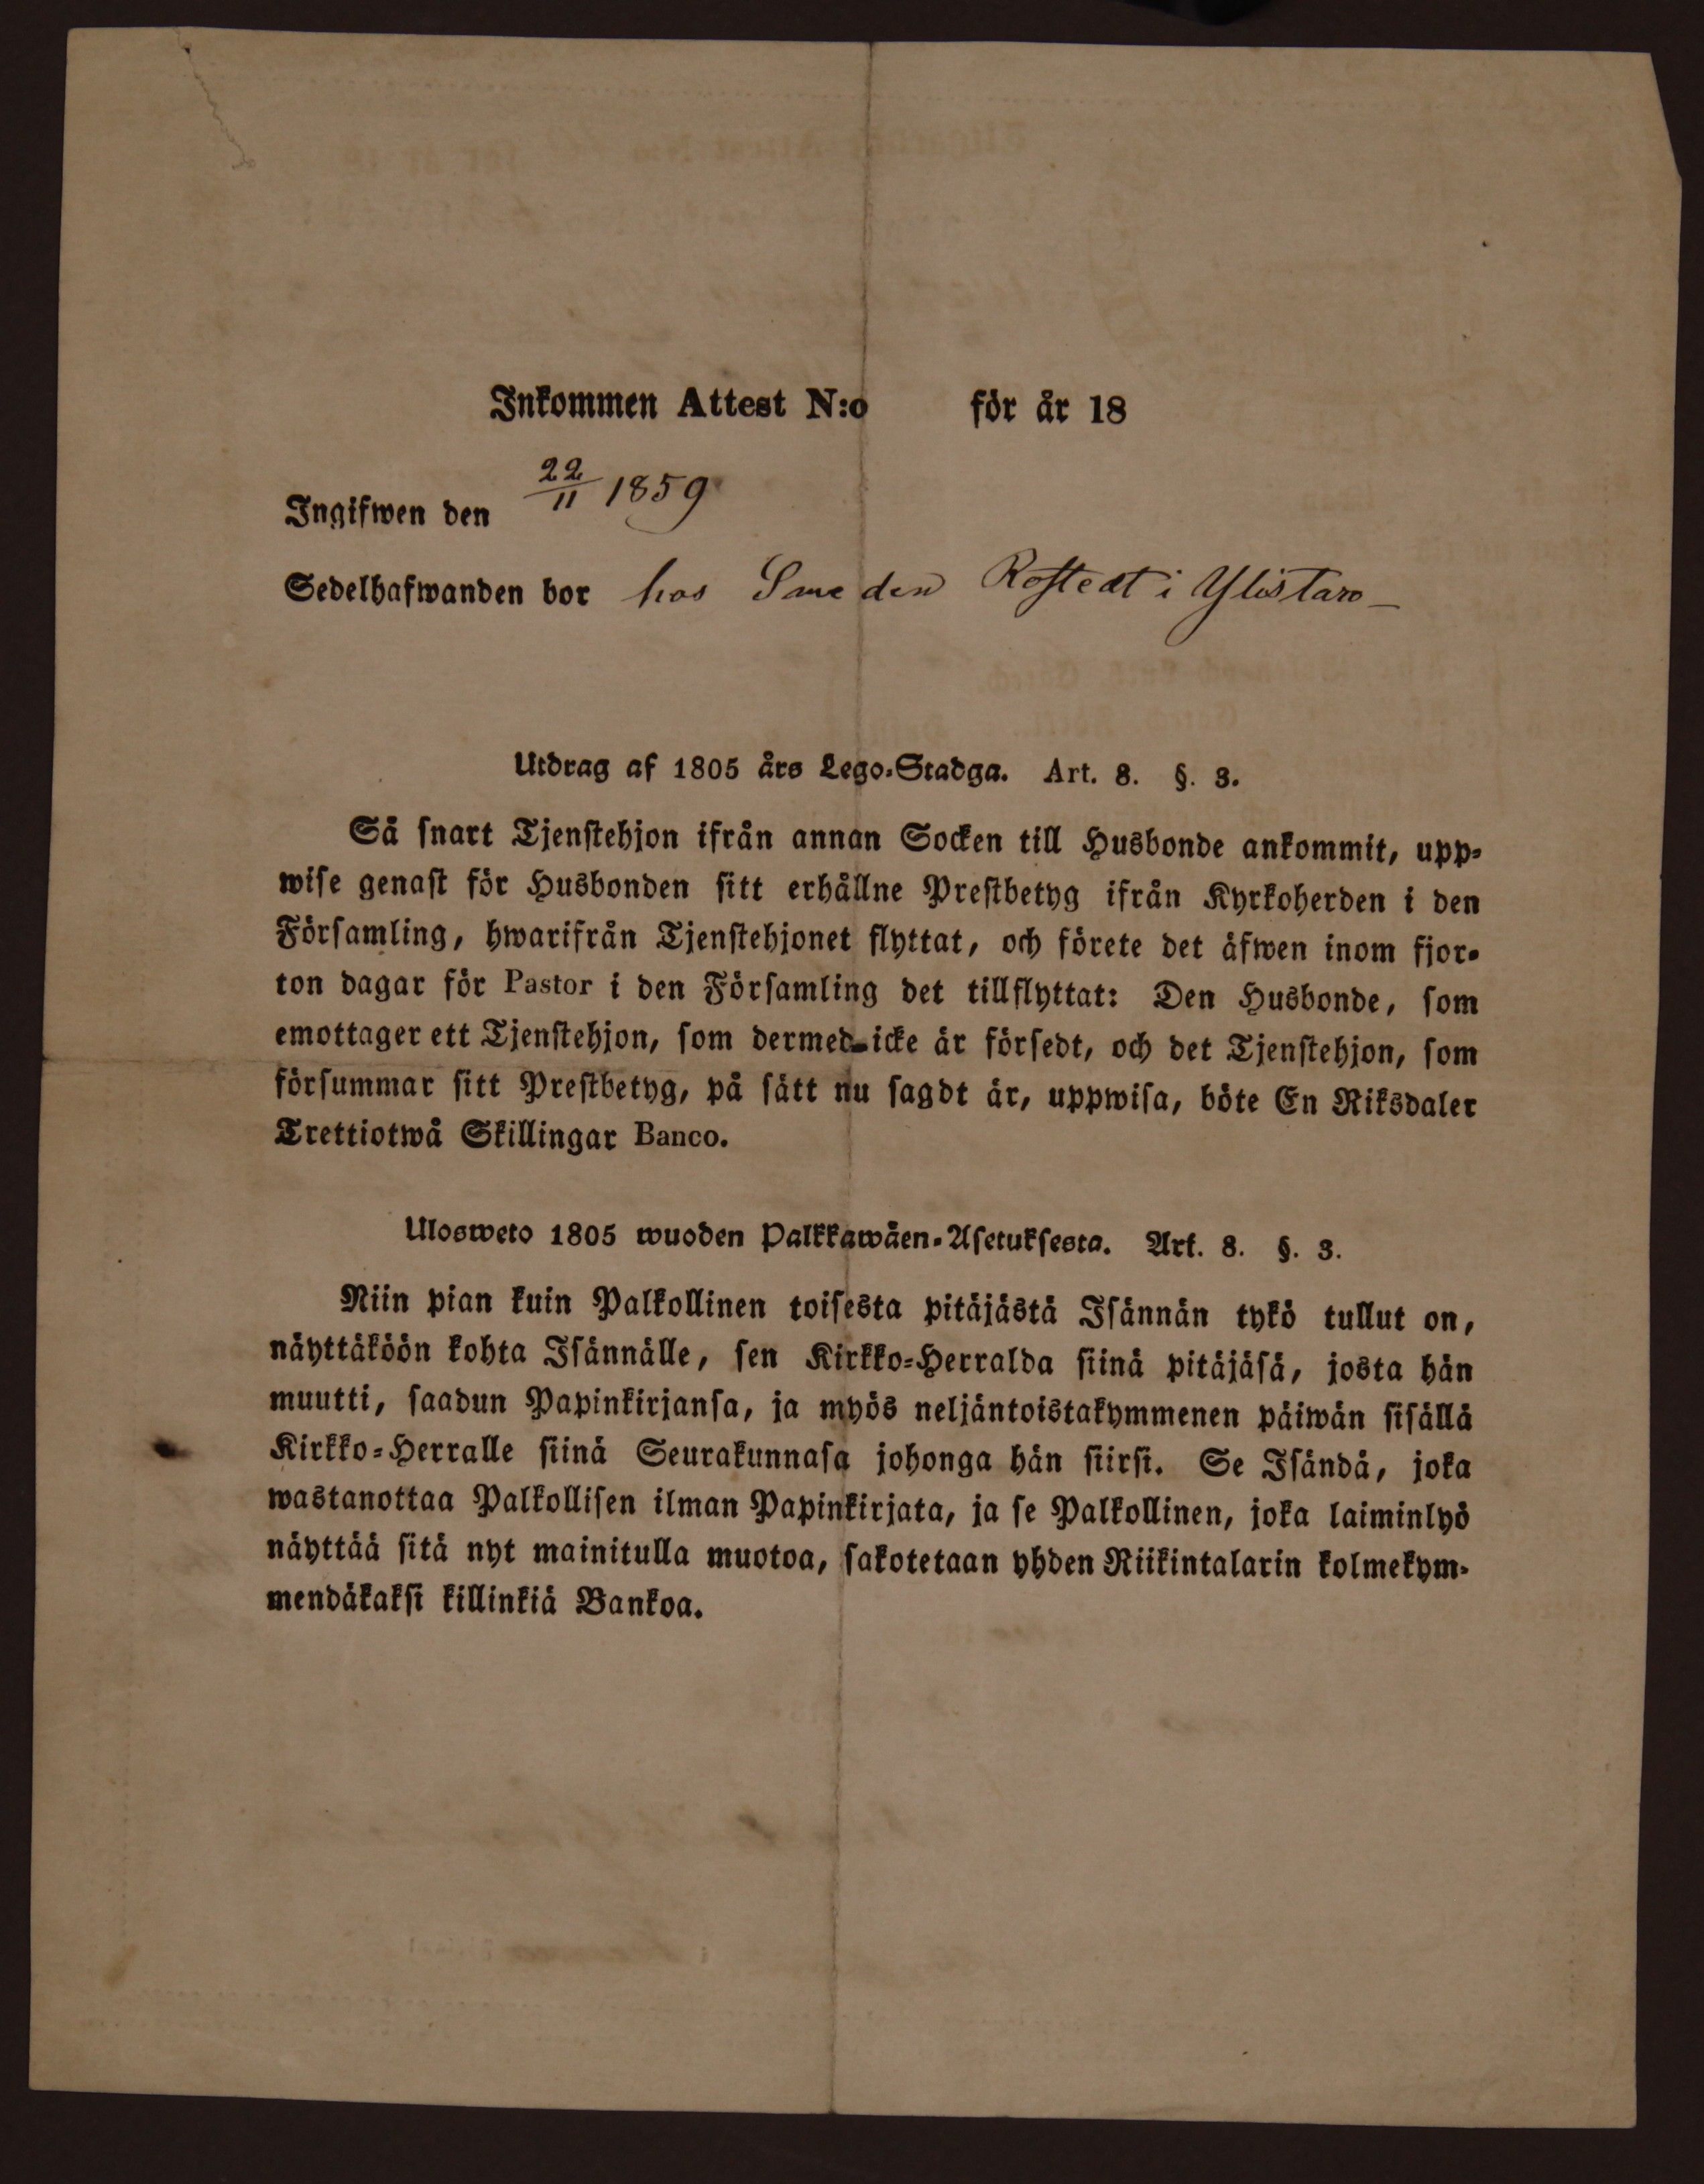 Inkommen Attest N:o för år 18
Ingifwen den 22/11 1859
Sedelhafwanden bor hos Smeden Rostedt i Ylistaro –
Utdrag af 1805 års Lego-Stadga. Art. 8. §. 3.
Så snart Tjenstehjon ifrån annan Socken till Husbonde ankommit, upp-
wise genast för Husbonden sitt erhållne Prestbetyg ifrån Kyrkoherden i den
Församling, hwarifrån Tjenstehjonet flyttat, och förete det äfwen inom fjor-
ton dagar för Pastor i den Församling det tillflyttat: Den Husbonde, som
emottager ett Tjenstehjon, som dermed icke är försedt, och det Tjenstehjon, som
försummar sitt Prestbetyg, på sätt nu sagdt är, uppwisa, böte En Riksdaler
Trettiotwå Skillingar Banco.
Ulosweto 1805 wuoden Palkkawäen-Asetuksesta. Art. 8. §. 3.
Niin pian kuin Palkollinen toisesta pitäjästä Isännän tykö tullut on,
näyttäköön kohta Isännälle, sen Kirkko-Herralda siinä pitäjäsä, josta hän
muutti, saadun Papinkirjansa, ja myös neljäntoistakymmenen päiwän sisällä
Kirkko-Herralle siinä Seurakunnasa johonga hän siirsi. Se Isändä, joka
wastanottaa Palkollisen ilman Papinkirjata, ja se Palkollinen, joka laiminlyö
näyttää sitä nyt mainitulla muotoa, sakotetaan yhden Riikintalarin kolmekym-
mendäkaksi killinkiä Bankoa.